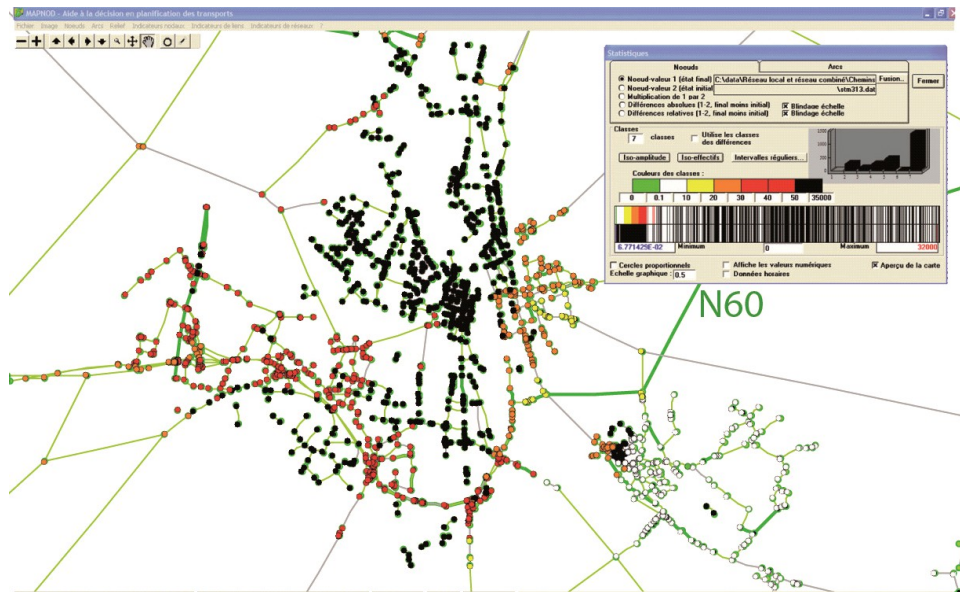 MAPNOD - Aide à la décision en planification des transports
Fichier Image Noeuds Arcs Relief Indicateurs nodaux Indicateurs de liens Indicateurs de réseaux ?
Statistiques
Noeuds Arcs
Noeud-valeur 1 (état final) C:\data\Réseau local et réseau combiné\Chemins Fusion.. Fermer
Noeud-valeur 2 (état initial \stm313.dat
Multiplication de 1 par 2
Différences absolues (1-2, final moins initial) Blindage échelle
Différences relatives (1-2, final moins initial) Blindage échelle
Classes
7 classes Utilise les classes
des différences
Iso-amplitude Iso-effectifs Intervalles réguliers...
Couleurs des classes :
0 0.1 10 20 30 40 50 35000
6.771429E-02 Minimum 0 Maximum 32000
Cercles proportionnels Affiche les valeurs numériques Aperçu de la carte
Echelle graphique : 0.5 Données horaires
N60